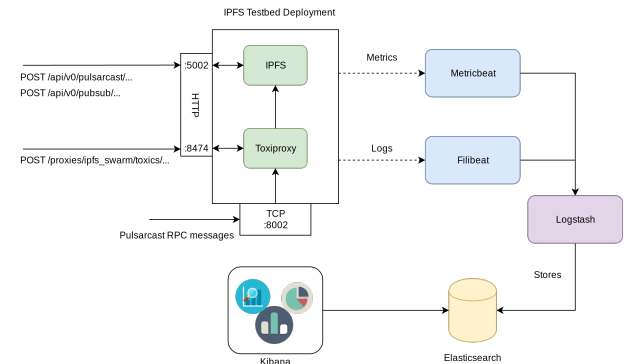 IPFS Testbed Deployment
:5002
IPFS
Metrics
Metricbeat
POST /api/v0/pulsarcast/...
POST /api/v0/pubsub/...
HTTP
:8474
Toxiproxy
Logs
Filibeat
POST /proxies/ipfs_swarm/toxics/...
TCP
:8002
Pulsarcast RPC messages
Logstash
Stores
Kibana
Elasticsearch